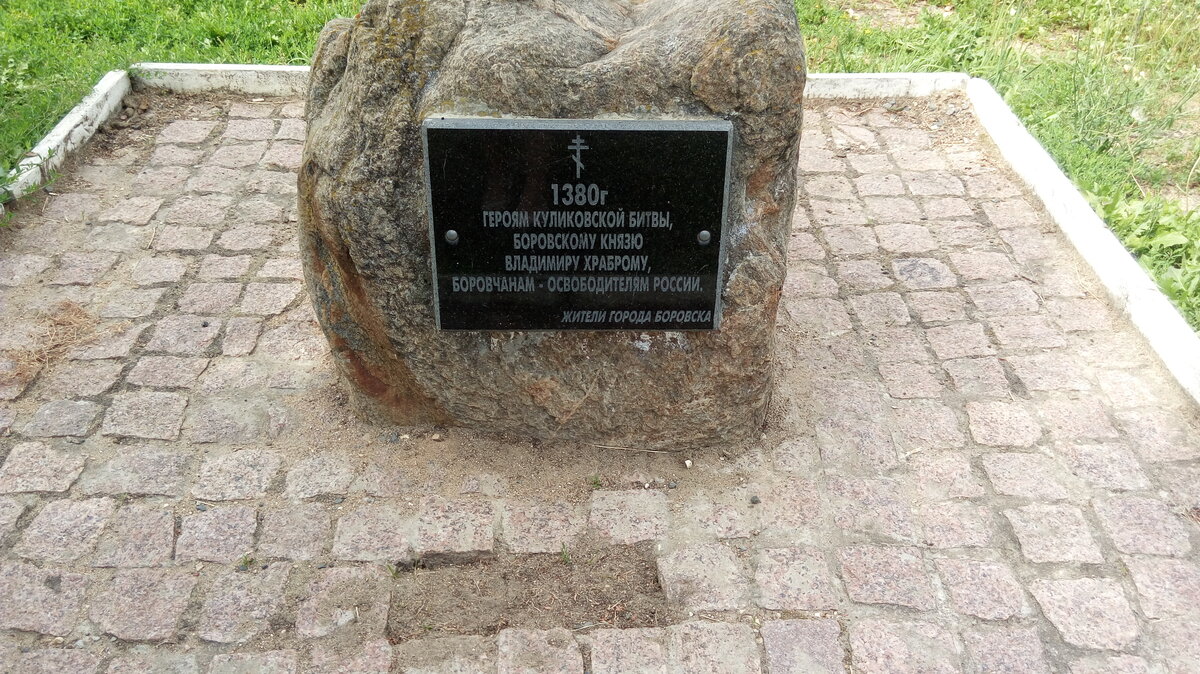 1380г
ГЕРОЯМ КУЛИКОВСКОЙ БИТВЫ,
БОРОВСКОМУ КНЯЗЮ
ВЛАДИМИРУ ХРАБРОМУ,
БОРОВЧАНАМ - ОСВОБОДИТЕЛЯМ РОССИИ.
ЖИТЕЛИ ГОРОДА БОРОВСКА